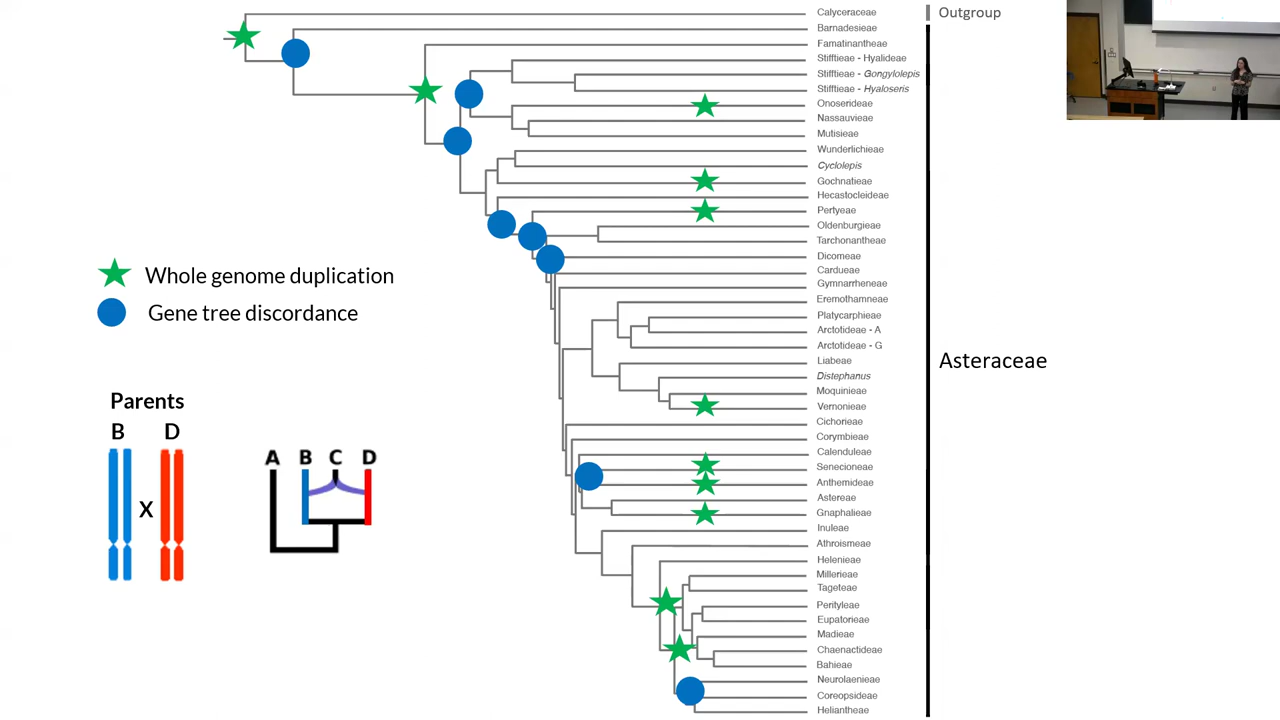 Calyceraceae
Outgroup
Barnadesieae
Famatinantheae
Stifftieae - Hyalideae
Stifftieae - Gongylolepis
Stifftieae - Hyaloseris
Onoserideae
Nassauvieae
Mutisieae
Wunderlichieae
Cyclolepis
Gochnatieae
Hecastocleideae
Pertyeae
Oldenburgieae
Tarchonantheae
Dicomeae
Cardueae
Gymnarrheneae
Eremothamneae
Platycarphieae
Arctotideae - A
Arctotideae - G
Liabeae
Distephanus
Moquinieae
Vernonieae
Cichorieae
Corymbieae
Calenduleae
Senecioneae
Anthemideae
Astereae
Gnaphalieae
Inuleae
Athroismeae
Helenieae
Millerieae
Tageteae
Perityleae
Eupatorieae
Madieae
Chaenactideae
Bahieae
Neurolaenieae
Coreopsideae
Heliantheae
Asteraceae
Whole genome duplication
Gene tree discordance
Parents
B D
X
A B C D